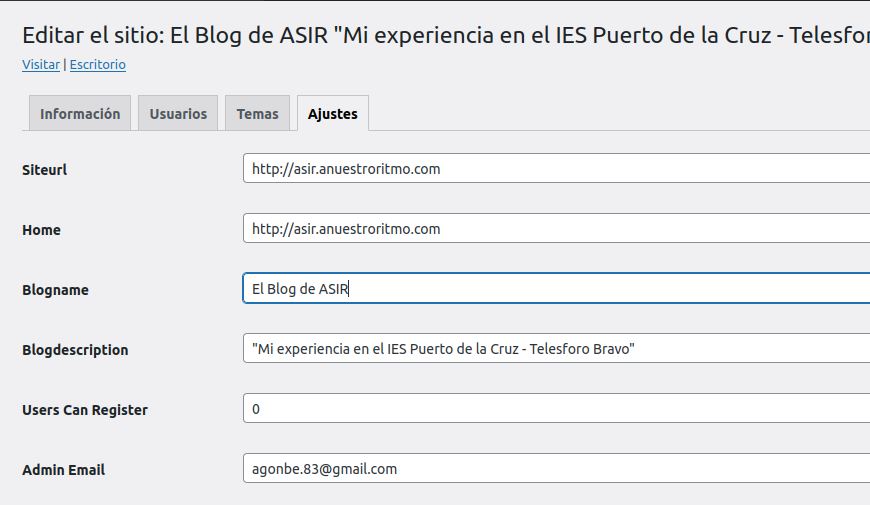 Editar el sitio: El Blog de ASIR "Mi experiencia en el IES Puerto de la Cruz - Telesfor
Visitar | Escritorio
Información Usuarios Temas Ajustes
Siteurl http://asir.anuestroritmo.com
Home http://asir.anuestroritmo.com
Blogname El Blog de ASIR
Blogdescription "Mi experiencia en el IES Puerto de la Cruz - Telesforo Bravo"
Users Can Register 0
Admin Email agonbe.83@gmail.com